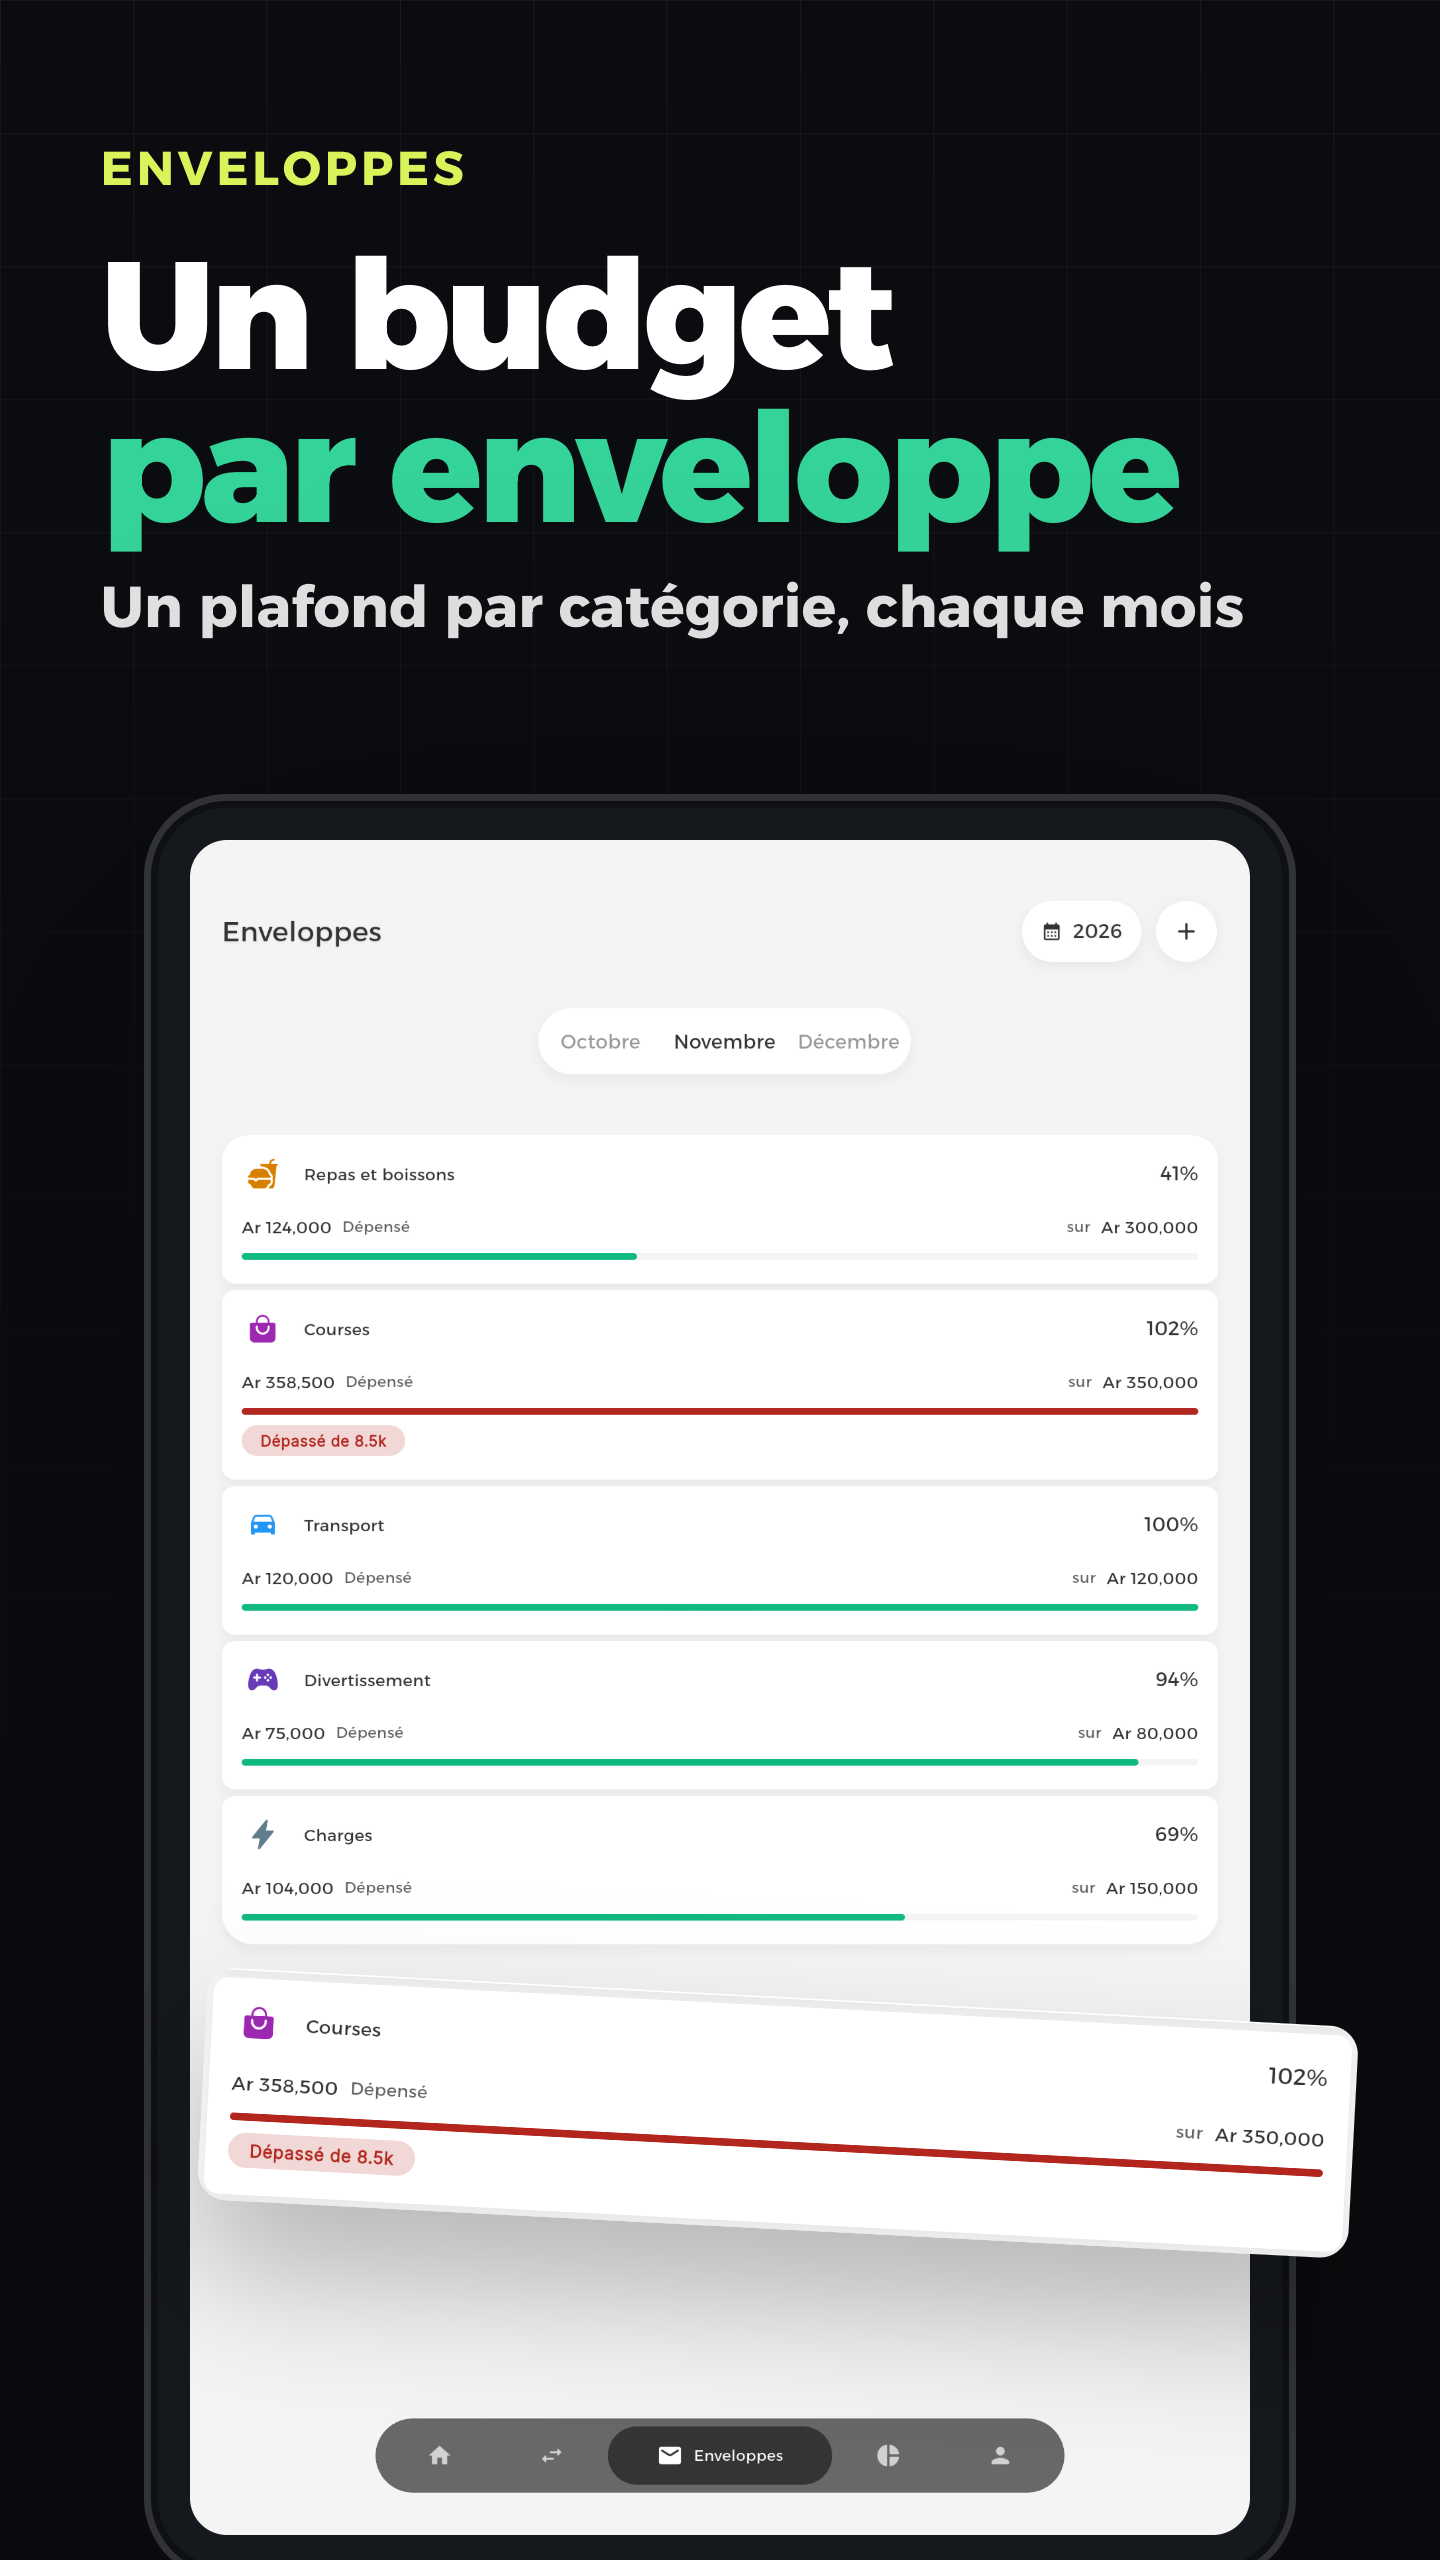 ENVELOPPES
Un budget
par enveloppe
Un plafond par catégorie, chaque mois
Enveloppes 2026
Octobre Novembre Décembre
Repas et boissons 41%
Ar 124,000 Dépensé sur Ar 300,000
Courses 102%
Ar 358,500 Dépensé sur Ar 350,000
Dépassé de 8.5k
Transport 100%
Ar 120,000 Dépensé sur Ar 120,000
Divertissement 94%
Ar 75,000 Dépensé sur Ar 80,000
Charges 69%
Ar 104,000 Dépensé sur Ar 150,000
Courses 102%
Ar 358,500 Dépensé sur Ar 350,000
Dépassé de 8.5k
Enveloppes